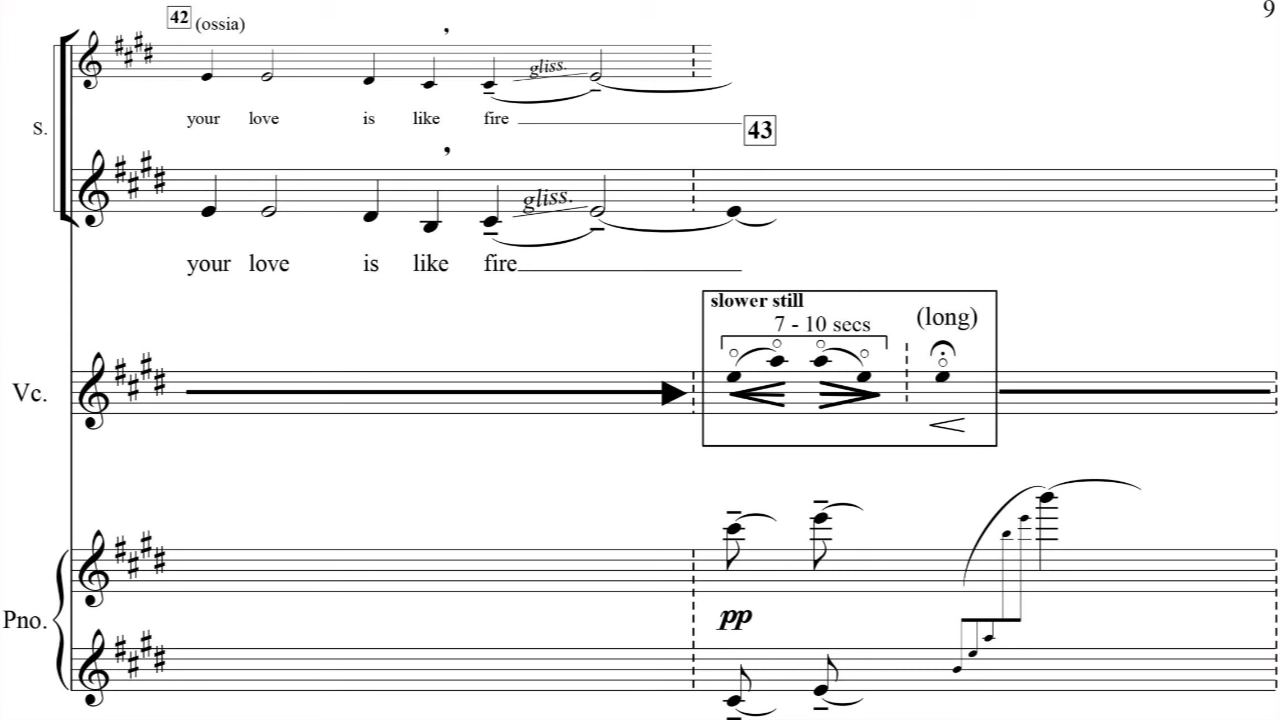 9
42 (ossia)
gliss.
your love is like fire
S.
43
gliss.
your love is like fire
slower still
7 - 10 secs
(long)
Vc.
Pno.
pp